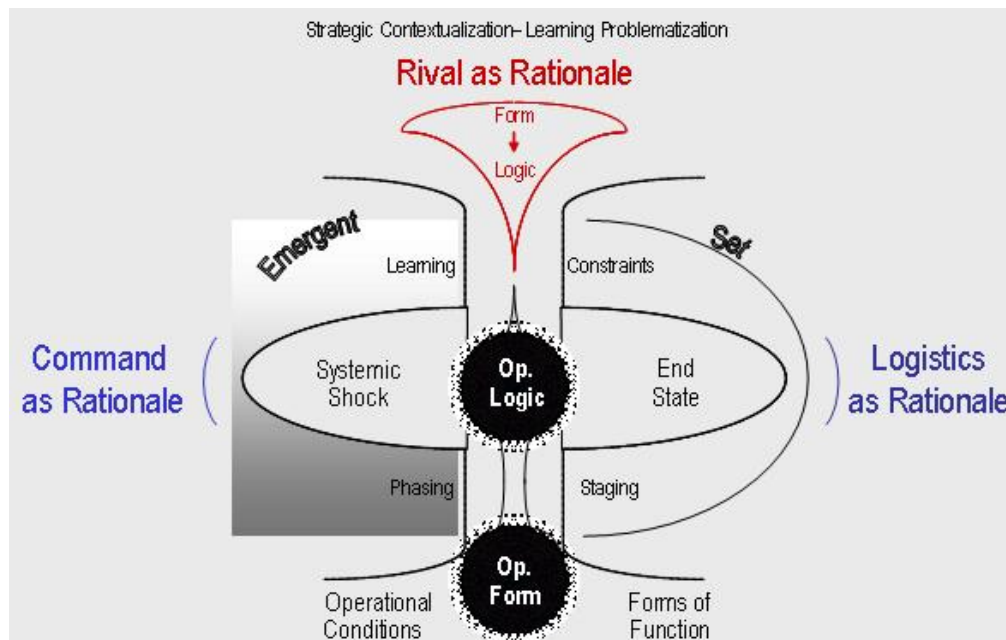 Strategic Contextualization– Learning Problematization
Rival as Rationale
Form
Logic
Emergent
Set
Learning
Constraints
Command
as Rationale
Systemic
Shock
Op.
Logic
End
State
Logistics
as Rationale
Phasing
Staging
Op.
Form
Operational
Conditions
Forms of
Function